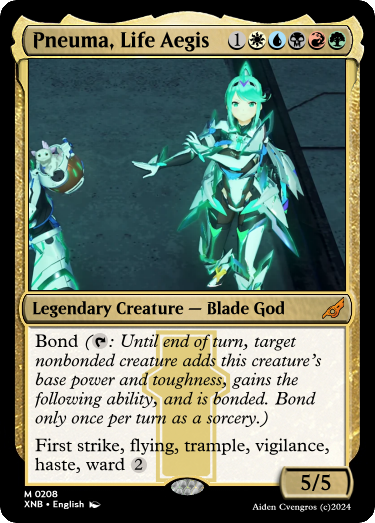 Pneuma, Life Aegis 1
Legendary Creature — Blade God
Bond (: Until end of turn, target
nonbonded creature adds this creature's
base power and toughness, gains the
following ability, and is bonded. Bond
only once per turn as a sorcery.)
First strike, flying, trample, vigilance,
haste, ward 2
5/5
M 0208
XNB • English
Aiden Cvengros (c)2024